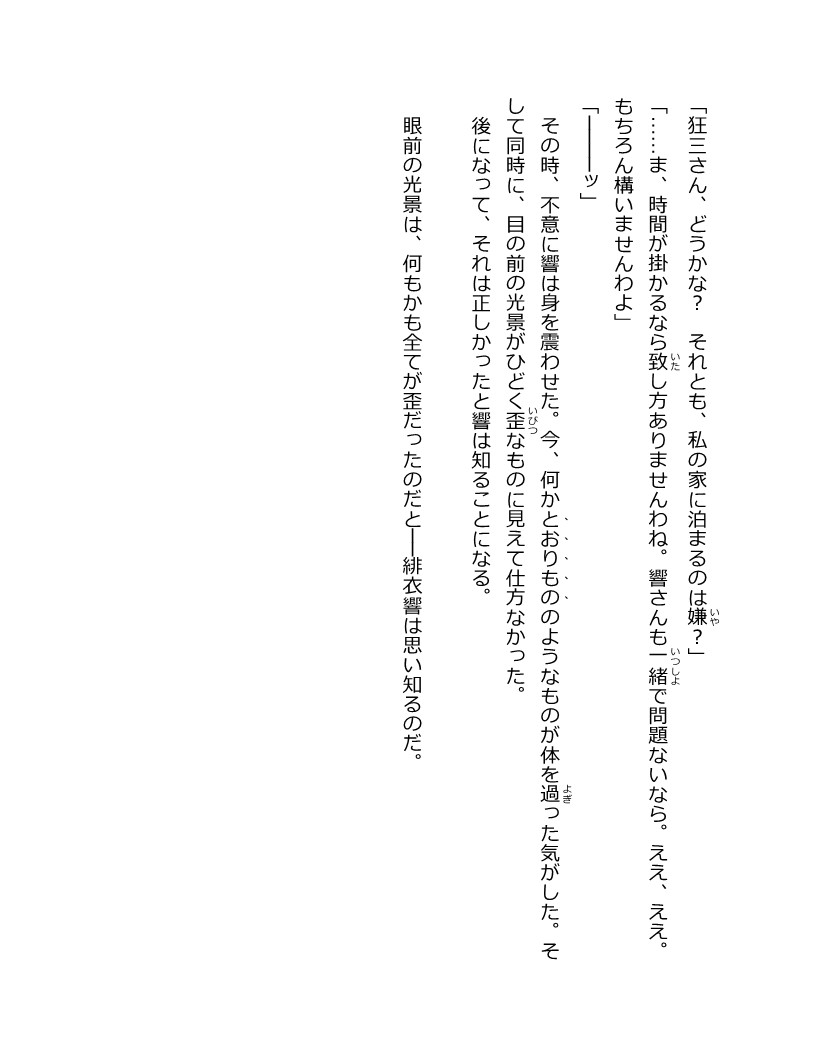 「狂三さん、どうかな？　それとも、私の家に泊まるのは嫌？」
「……ま、時間が掛かるなら致し方ありませんわね。響さんも一緒で問題ないなら。ええ、ええ。
もちろん構いませんわよ」
「―――ッ」
　その時、不意に響は身を震わせた。今、何かとおりもののようなものが体を過った気がした。そ
して同時に、目の前の光景がひどく歪なものに見えて仕方なかった。
　後になって、それは正しかったと響は知ることになる。
　眼前の光景は、何もかも全てが歪だったのだと――緋衣響は思い知るのだ。